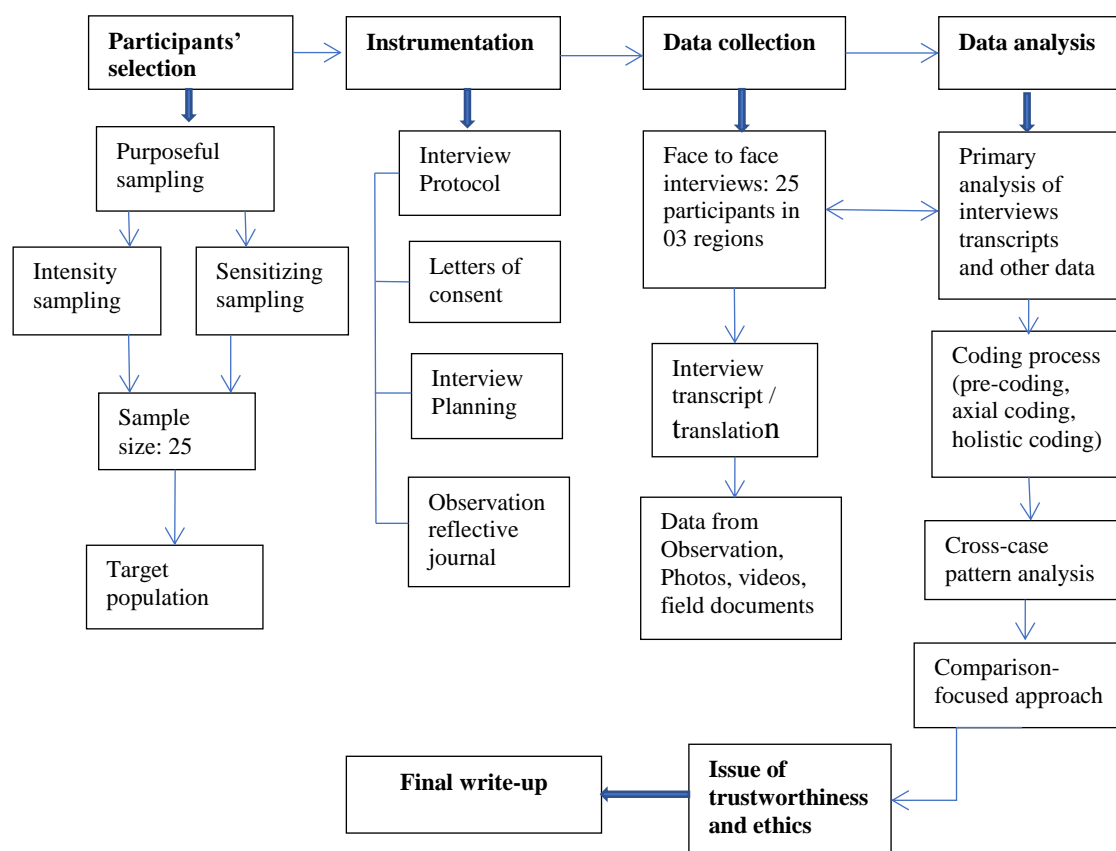 Participants’
selection
Instrumentation
Data collection
Data analysis
Purposeful
sampling
Intensity
sampling
Sensitizing
sampling
Sample
size: 25
Target
population
Interview
Protocol
Letters of
consent
Interview
Planning
Observation
reflective
journal
Face to face
interviews: 25
participants in
03 regions
Interview
transcript /
translation
Data from
Observation,
Photos, videos,
field documents
Primary
analysis of
interviews
transcripts
and other data
Coding process
(pre-coding,
axial coding,
holistic coding)
Cross-case
pattern analysis
Comparison-
focused approach
Issue of
trustworthiness
and ethics
Final write-up